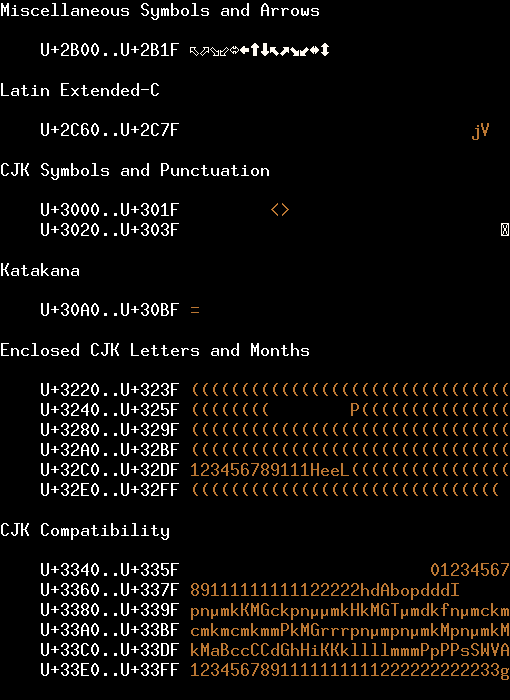 Miscellaneous Symbols and Arrows
U+2B00..U+2B1F ⬀⬁⬂⬃⬄⬅⬆⬇⬈⬉⬊⬋⬌⬍
Latin Extended-C
U+2C60..U+2C7F jV
CJK Symbols and Punctuation
U+3000..U+301F <>
U+3020..U+303F
Katakana
U+30A0..U+30BF =
Enclosed CJK Letters and Months
U+3220..U+323F ((((((((((((((((((((((((((((((((
U+3240..U+325F (((((((( P(((((((((((((((
U+3280..U+329F ((((((((((((((((((((((((((((((((
U+32A0..U+32BF ((((((((((((((((((((((((((((((((
U+32C0..U+32DF 123456789111HeeL((((((((((((((((
U+32E0..U+32FF (((((((((((((((((((((((((((((((
CJK Compatibility
U+3340..U+335F 01234567
U+3360..U+337F 89111111111122222hdAbopdddI
U+3380..U+339F pnµmkKMGckpnµµmkHkMGTµmdkfnµmckm
U+33A0..U+33BF cmkmcmkmmPkMGrrrpnµmpnµmkMpnµmkM
U+33C0..U+33DF kMaBccCCdGhHiKKkllllmmmPpPPsSWVA
U+33E0..U+33FF 1234567891111111111222222222233g